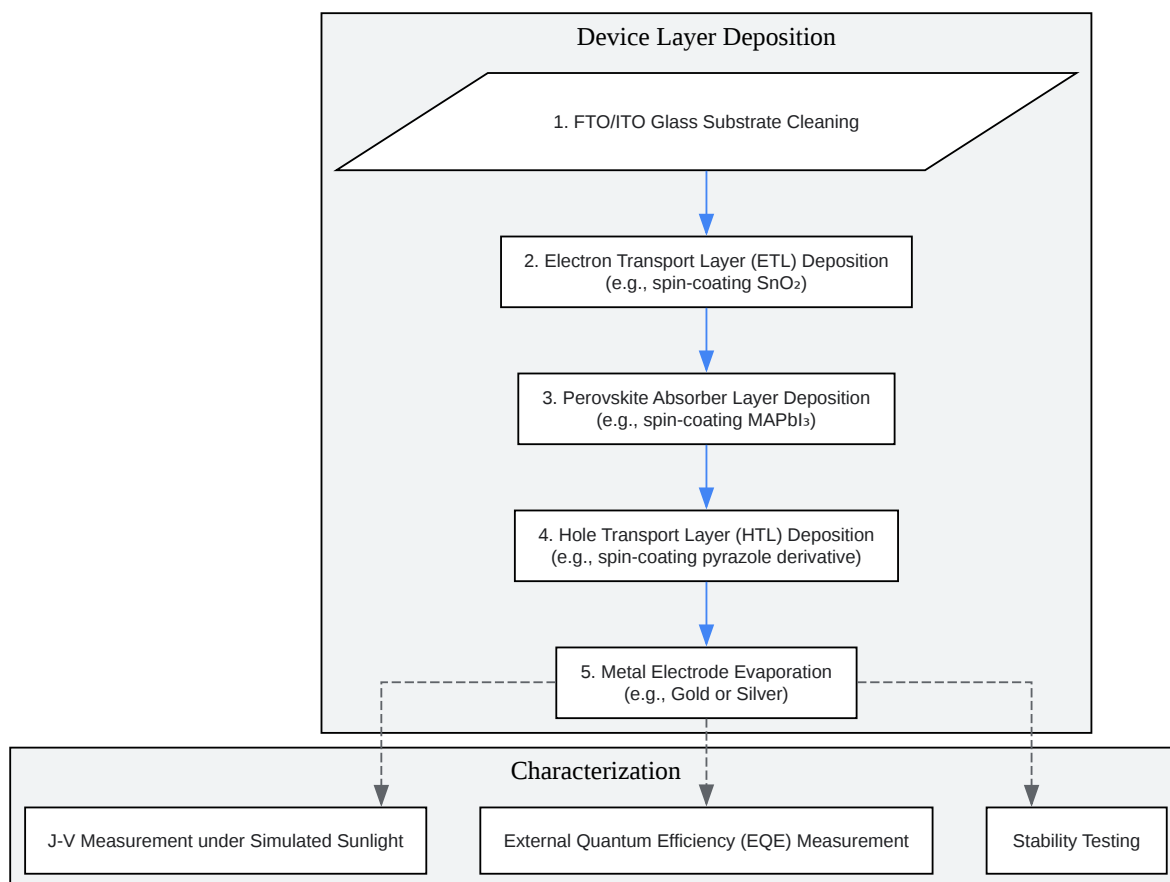 Device Layer Deposition
1. FTO/ITO Glass Substrate Cleaning
2. Electron Transport Layer (ETL) Deposition
(e.g., spin-coating SnO₂)
3. Perovskite Absorber Layer Deposition
(e.g., spin-coating MAPbI₃)
4. Hole Transport Layer (HTL) Deposition
(e.g., spin-coating pyrazole derivative)
5. Metal Electrode Evaporation
(e.g., Gold or Silver)
Characterization
J-V Measurement under Simulated Sunlight
External Quantum Efficiency (EQE) Measurement
Stability Testing